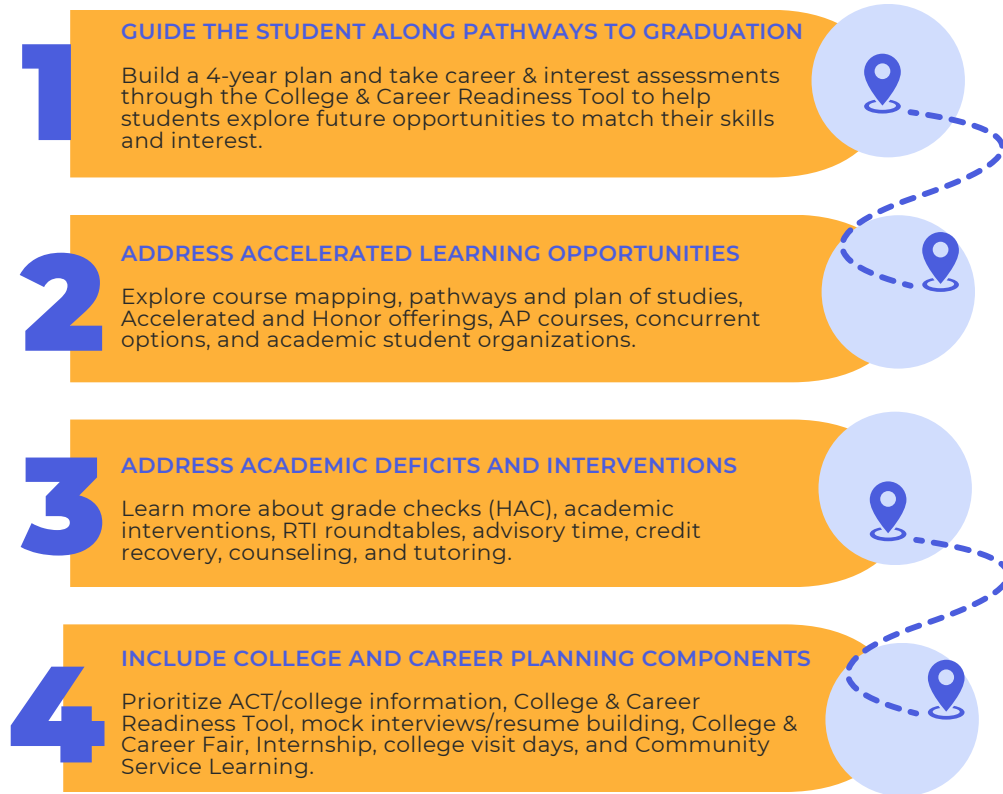 1
GUIDE THE STUDENT ALONG PATHWAYS TO GRADUATION
Build a 4-year plan and take career & interest assessments
through the College & Career Readiness Tool to help
students explore future opportunities to match their skills
and interest.
2
ADDRESS ACCELERATED LEARNING OPPORTUNITIES
Explore course mapping, pathways and plan of studies,
Accelerated and Honor offerings, AP courses, concurrent
options, and academic student organizations.
3
ADDRESS ACADEMIC DEFICITS AND INTERVENTIONS
Learn more about grade checks (HAC), academic
interventions, RTI roundtables, advisory time, credit
recovery, counseling, and tutoring.
4
INCLUDE COLLEGE AND CAREER PLANNING COMPONENTS
Prioritize ACT/college information, College & Career
Readiness Tool, mock interviews/resume building, College &
Career Fair, Internship, college visit days, and Community
Service Learning.